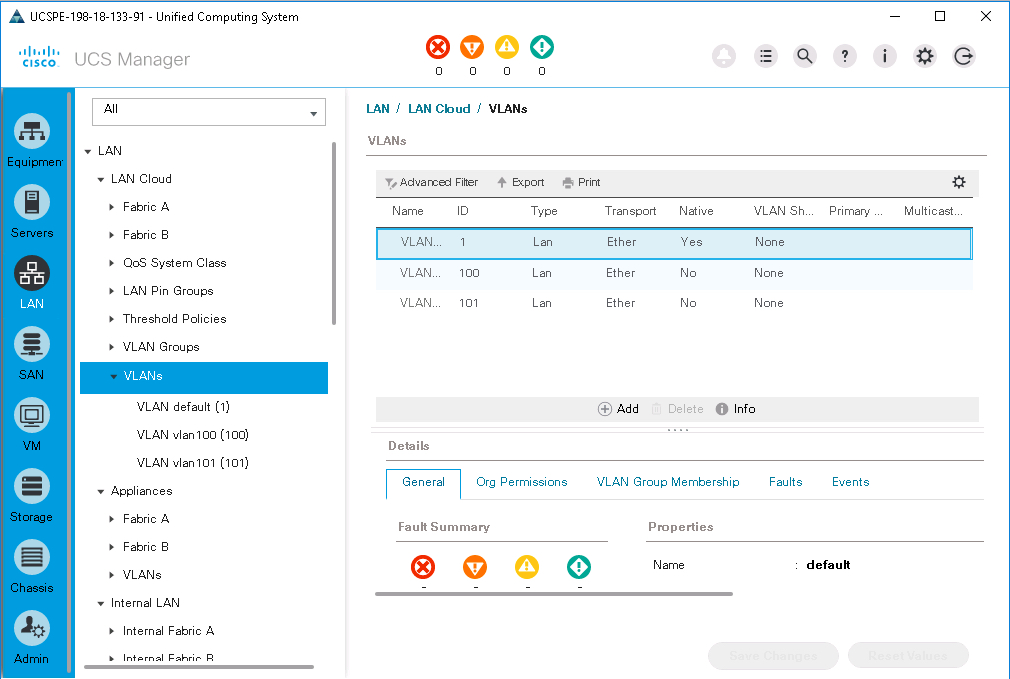 UCSPE-198-18-133-91 - Unified Computing System
cisco UCS Manager
0 0 0 0
Equipment
Servers
LAN
SAN
VM
Storage
Chassis
Admin
All
LAN
LAN Cloud
Fabric A
Fabric B
QoS System Class
LAN Pin Groups
Threshold Policies
VLAN Groups
VLANs
VLAN default (1)
VLAN vlan100 (100)
VLAN vlan101 (101)
Appliances
Fabric A
Fabric B
VLANs
Internal LAN
Internal Fabric A
Internal Fabric B
LAN / LAN Cloud / VLANs
VLANs
Advanced Filter Export Print
Name ID Type Transport Native VLAN Sh... Primary ... Multicast...
VLAN... 1 Lan Ether Yes None
VLAN... 100 Lan Ether No None
VLAN... 101 Lan Ether No None
Add Delete Info
Details
General Org Permissions VLAN Group Membership Faults Events
Fault Summary
Properties
Name : default
Save Changes Reset Values